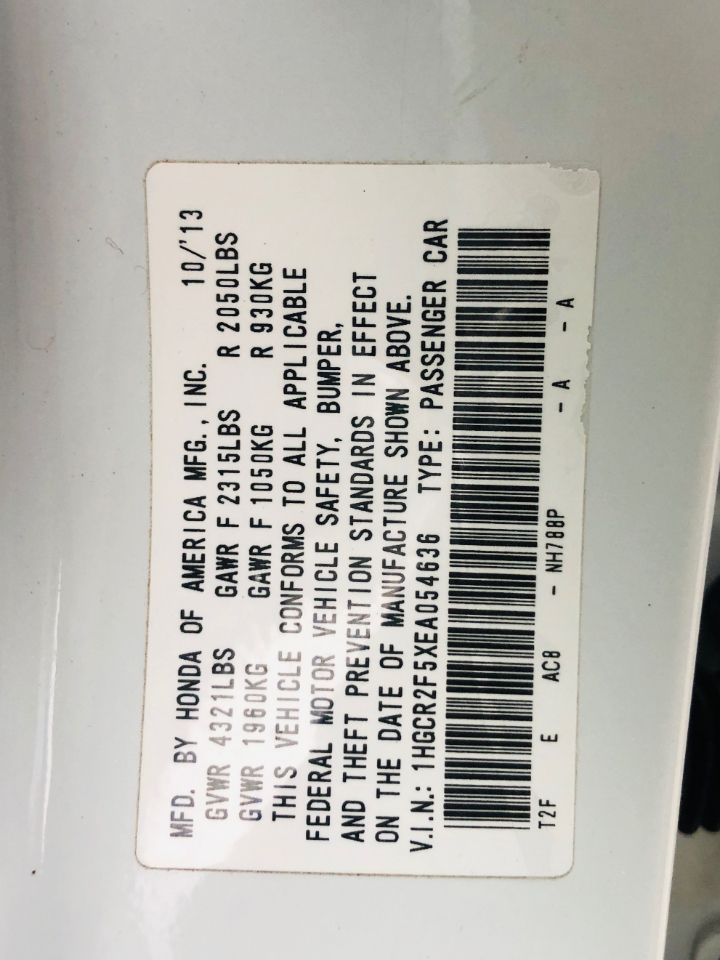 MFD. BY HONDA OF AMERICA MFG., INC. 10/'13
GVWR 4321LBS GAWR F 2315LBS R 2050LBS
GVWR 1960KG GAWR F 1050KG R 930KG
THIS VEHICLE CONFORMS TO ALL APPLICABLE
FEDERAL MOTOR VEHICLE SAFETY, BUMPER,
AND THEFT PREVENTION STANDARDS IN EFFECT
ON THE DATE OF MANUFACTURE SHOWN ABOVE.
V.I.N.: 1HGCR2F5XEA054636 TYPE: PASSENGER CAR
T2F E AC8 - NH788P - A - A